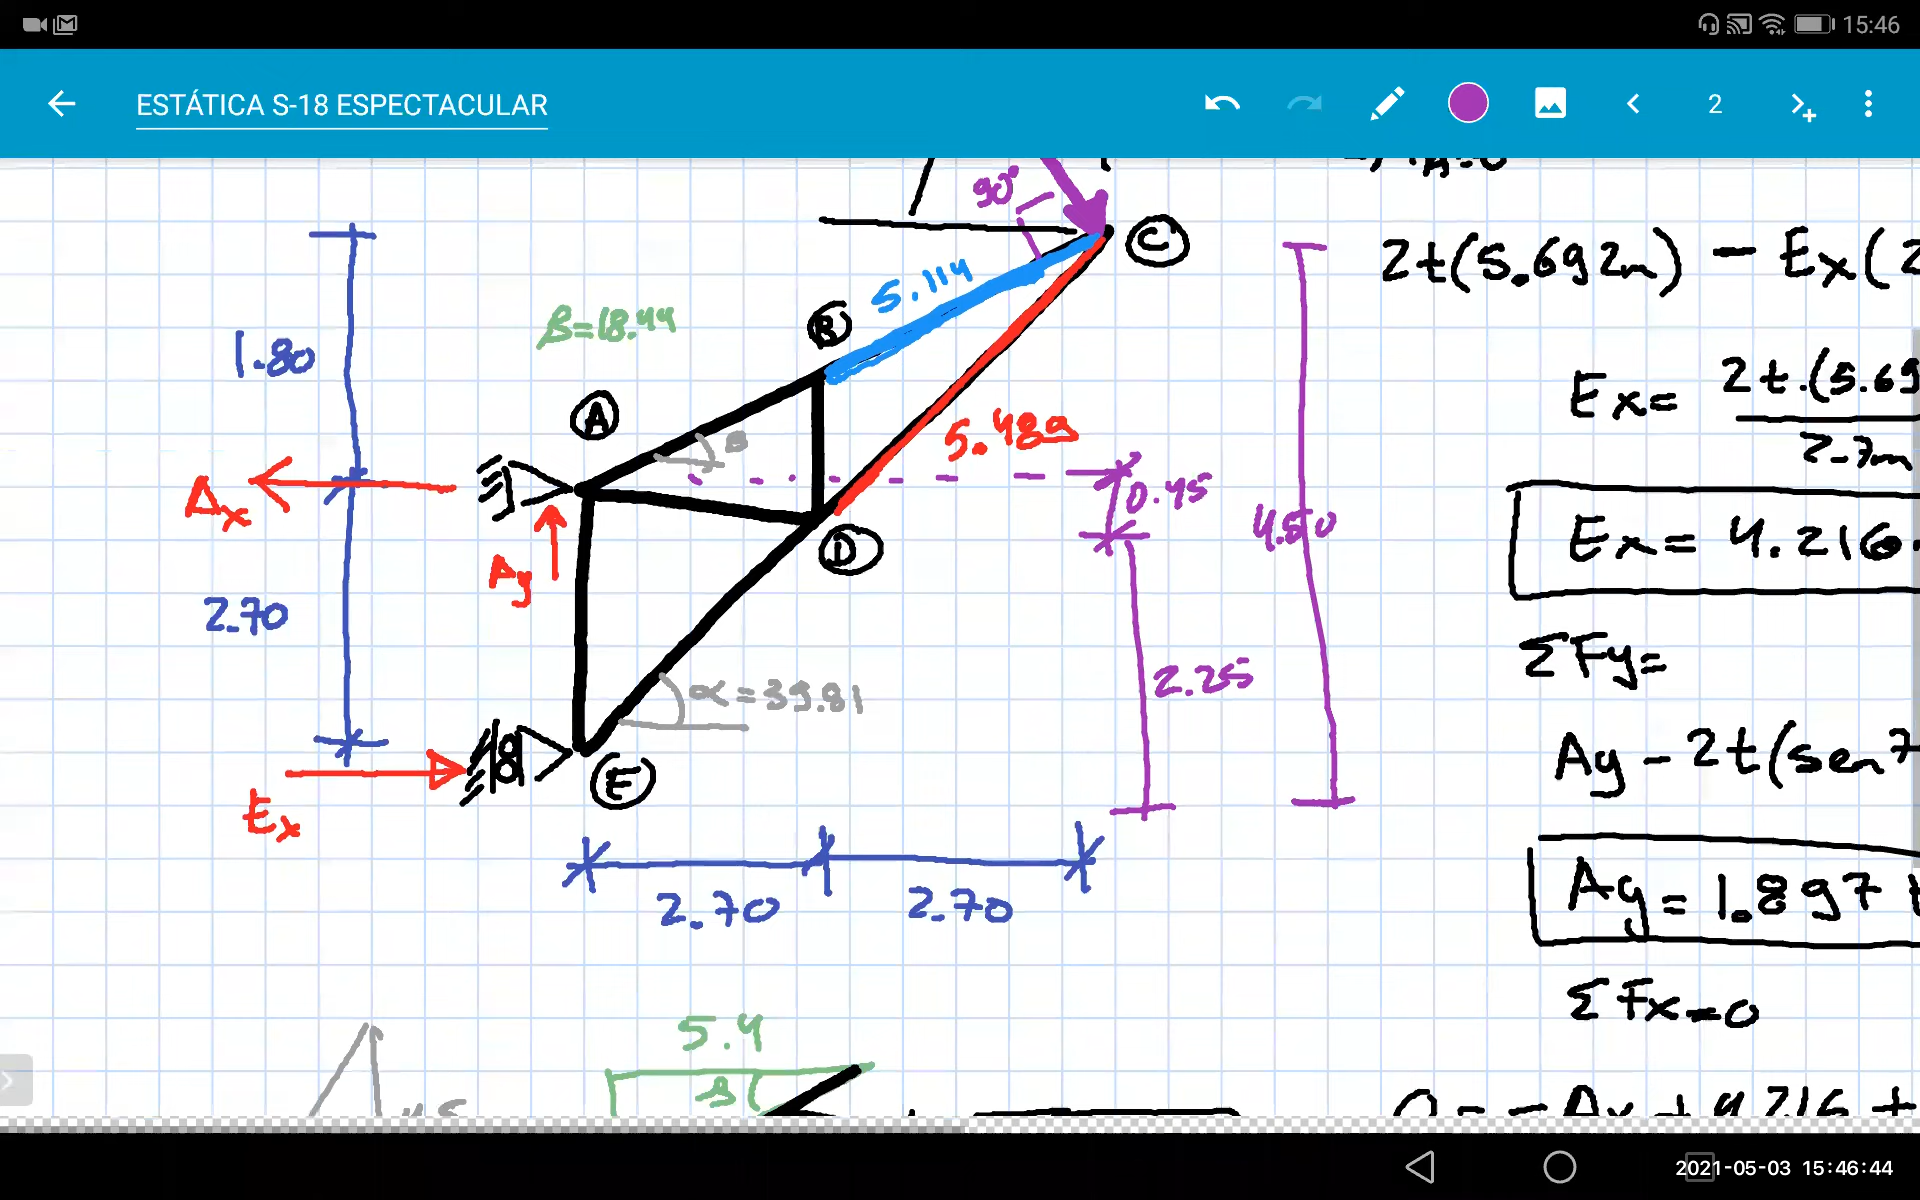 15:46
ESTÁTICA S-18 ESPECTACULAR
2
90°
C
5.114
B
β=18.44
1.80
A
5.489
Ax
Ay
0.45
4.50
D
2.70
2.25
α=39.81
E
Ex
2.70
2.70
5.4
2t(5.692m) - Ex(2
Ex= 2t.(5.69
2.7m
Ex= 4.216
ΣFy=
Ay - 2t(sen 7
Ay = 1.897 t
ΣFx=0
2021-05-03 15:46:44